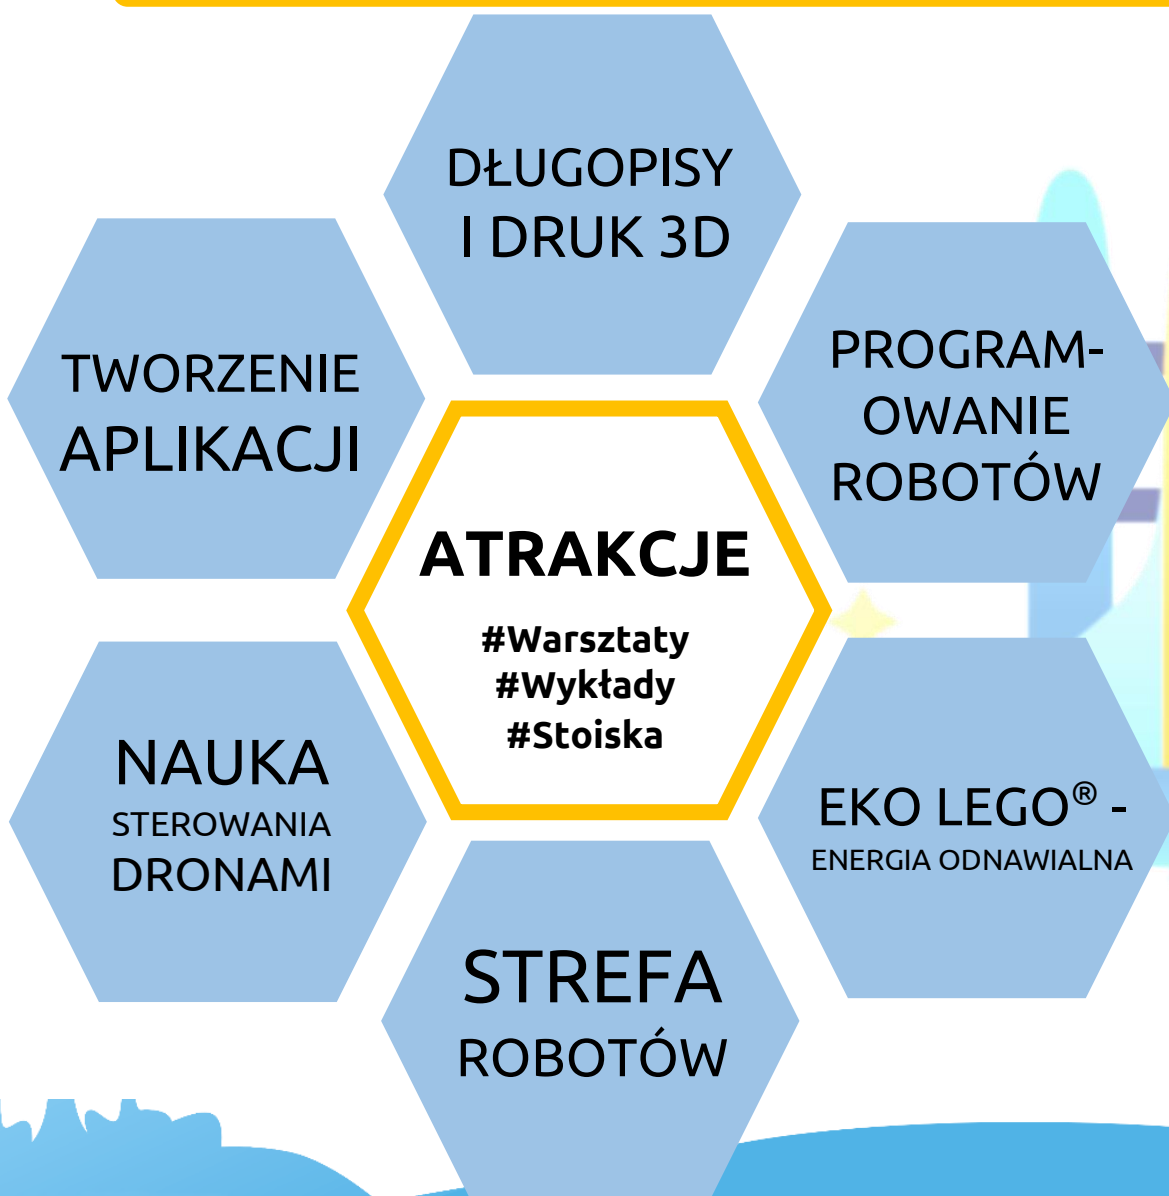 DŁUGOPISY
I DRUK 3D
TWORZENIE
APLIKACJI
PROGRAM-
OWANIE
ROBOTÓW
ATRAKCJE
#Warsztaty
#Wykłady
#Stoiska
NAUKA
STEROWANIA
DRONAMI
EKO LEGO® -
ENERGIA ODNAWIALNA
STREFA
ROBOTÓW